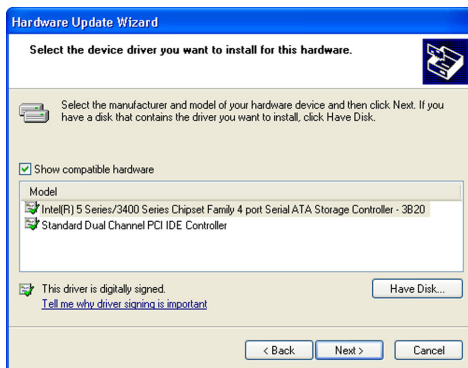 Hardware Update Wizard
Select the device driver you want to install for this hardware.
Select the manufacturer and model of your hardware device and then click Next. If you
have a disk that contains the driver you want to install, click Have Disk.
Show compatible hardware
Model
Intel(R) 5 Series/3400 Series Chipset Family 4 port Serial ATA Storage Controller - 3B20
Standard Dual Channel PCI IDE Controller
This driver is digitally signed.
Have Disk...
Tell me why driver signing is important
< Back
Next >
Cancel